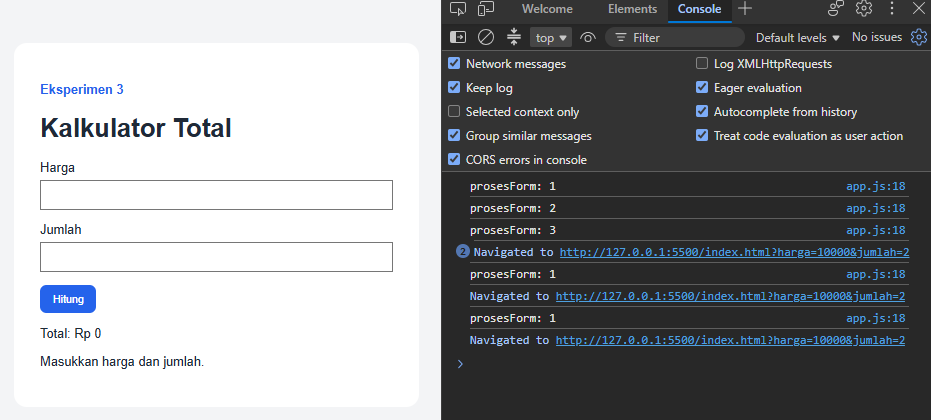 Eksperimen 3
Kalkulator Total
Harga
Jumlah
Hitung
Total: Rp 0
Masukkan harga dan jumlah.
Welcome Elements Console
top Filter Default levels No issues
Network messages Log XMLHttpRequests
Keep log Eager evaluation
Selected context only Autocomplete from history
Group similar messages Treat code evaluation as user action
CORS errors in console
prosesForm: 1 app.js:18
prosesForm: 2 app.js:18
prosesForm: 3 app.js:18
2 Navigated to http://127.0.0.1:5500/index.html?harga=10000&jumlah=2
prosesForm: 1 app.js:18
Navigated to http://127.0.0.1:5500/index.html?harga=10000&jumlah=2
prosesForm: 1 app.js:18
Navigated to http://127.0.0.1:5500/index.html?harga=10000&jumlah=2